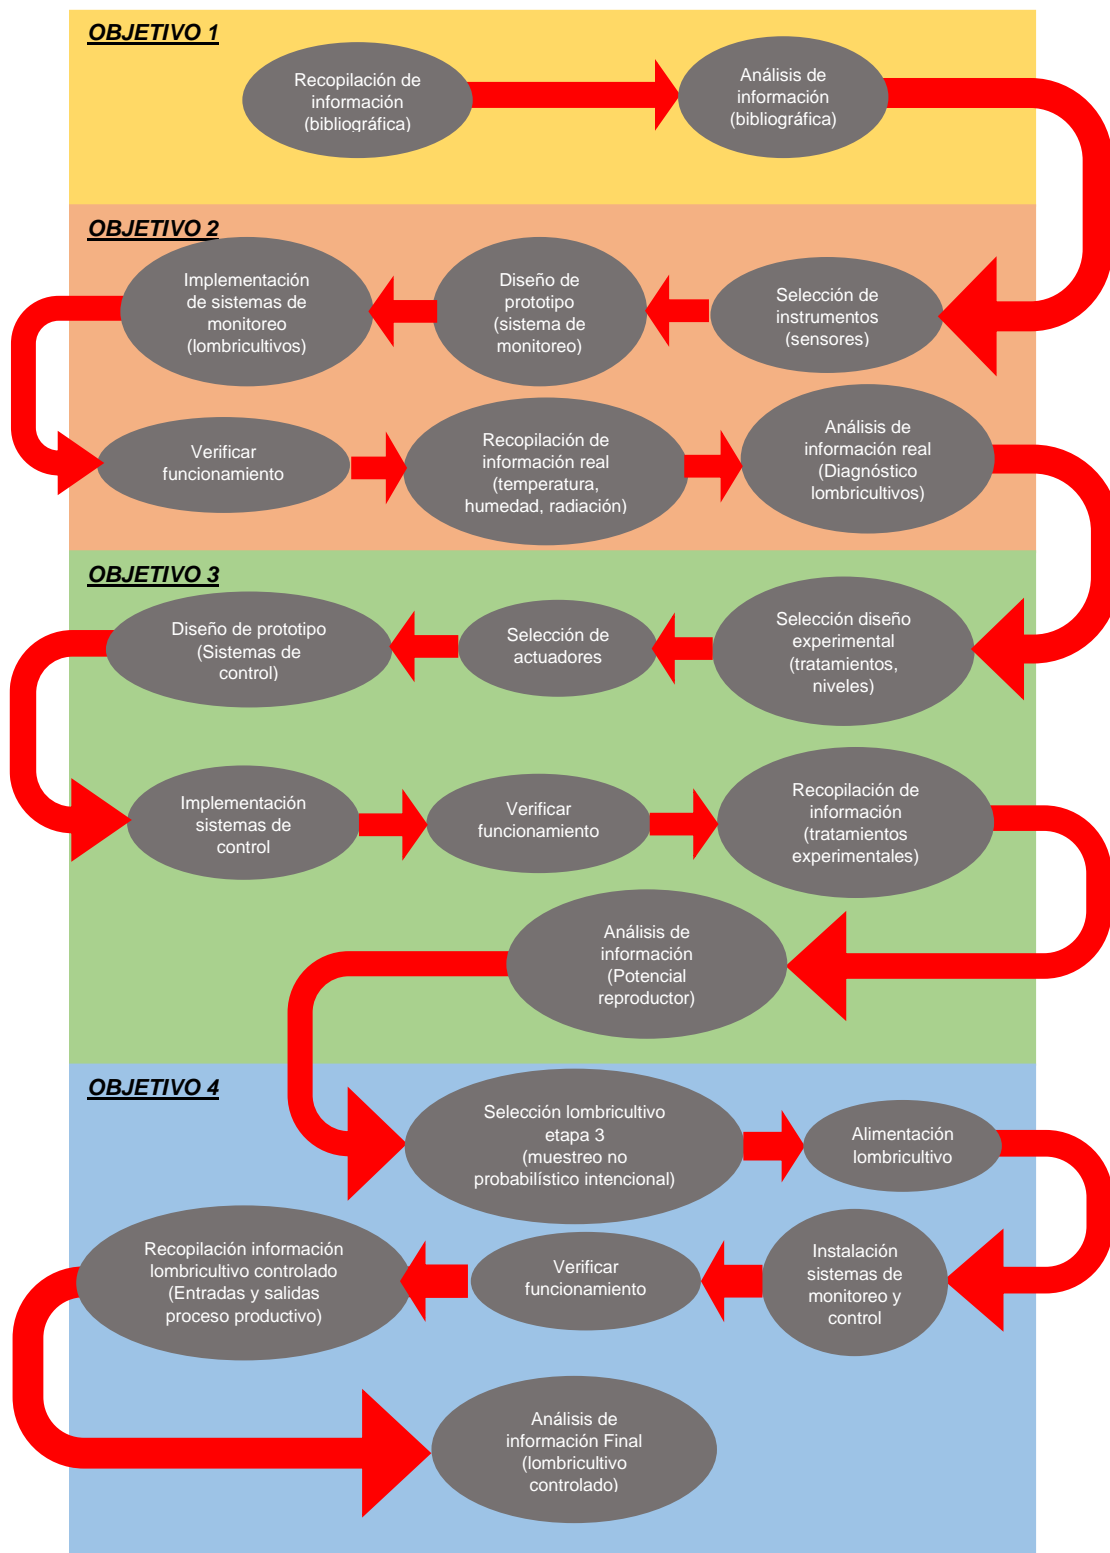 OBJETIVO 1
Recopilación de
información
(bibliográfica)
Análisis de
información
(bibliográfica)
OBJETIVO 2
Implementación
de sistemas de
monitoreo
(lombricultivos)
Diseño de
prototipo
(sistema de
monitoreo)
Selección de
instrumentos
(sensores)
Verificar
funcionamiento
Recopilación de
información real
(temperatura,
humedad, radiación)
Análisis de
información real
(Diagnóstico
lombricultivos)
OBJETIVO 3
Diseño de prototipo
(Sistemas de
control)
Selección de
actuadores
Selección diseño
experimental
(tratamientos,
niveles)
Implementación
sistemas de
control
Verificar
funcionamiento
Recopilación de
información
(tratamientos
experimentales)
Análisis de
información
(Potencial
reproductor)
OBJETIVO 4
Selección lombricultivo
etapa 3
(muestreo no
probabilístico intencional)
Alimentación
lombricultivo
Recopilación información
lombricultivo controlado
(Entradas y salidas
proceso productivo)
Verificar
funcionamiento
Instalación
sistemas de
monitoreo y
control
Análisis de
información Final
(lombricultivo
controlado)